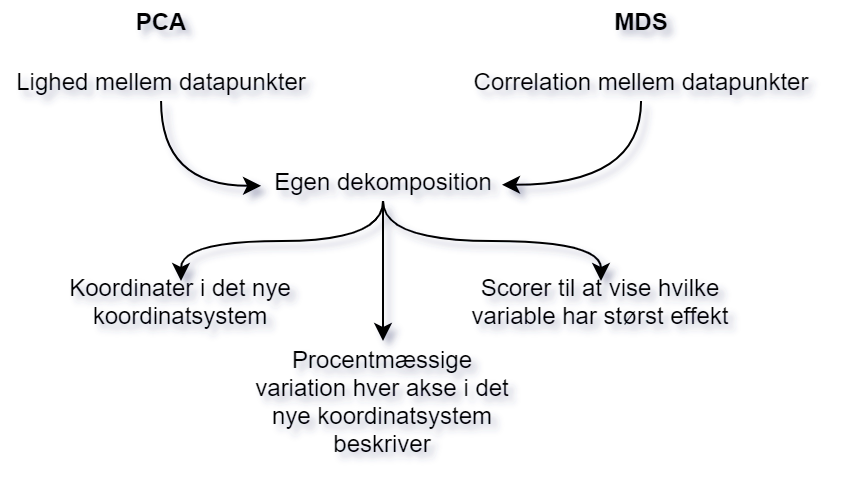 PCA
MDS
Lighed mellem datapunkter
Correlation mellem datapunkter
Egen dekomposition
Koordinater i det nye
koordinatsystem
Scorer til at vise hvilke
variable har størst effekt
Procentmæssige
variation hver akse i det
nye koordinatsystem
beskriver